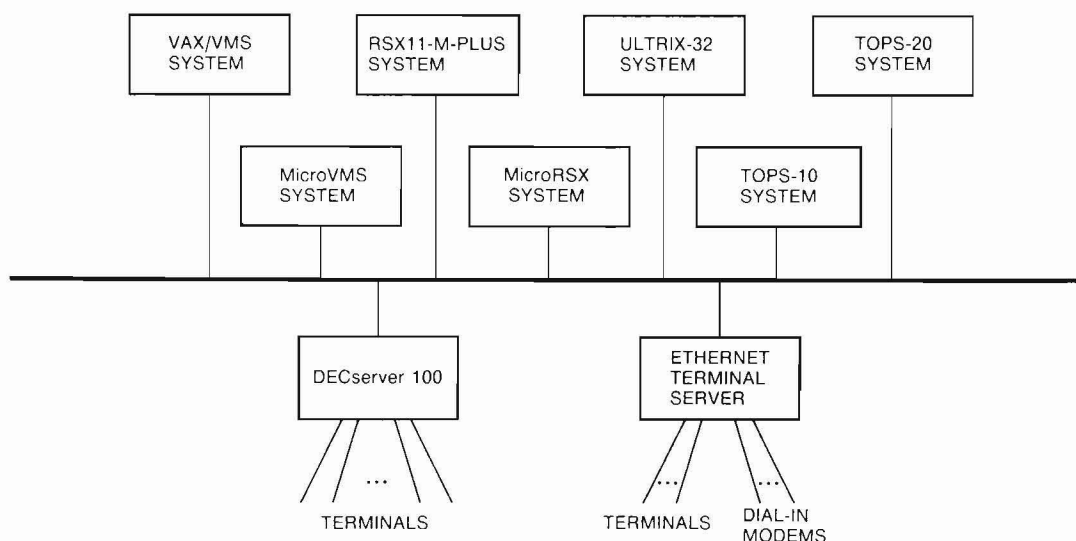 VAX/VMS
SYSTEM
RSX11-M-PLUS
SYSTEM
ULTRIX-32
SYSTEM
TOPS-20
SYSTEM
MicroVMS
SYSTEM
MicroRSX
SYSTEM
TOPS-10
SYSTEM
DECserver 100
ETHERNET
TERMINAL
SERVER
...
... ...
TERMINALS
TERMINALS
DIAL-IN
MODEMS